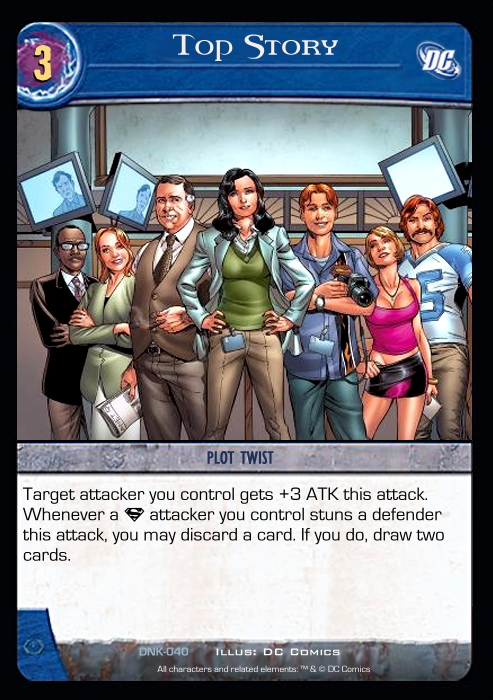 3
Top Story
DC
5
PLOT TWIST
Target attacker you control gets +3 ATK this attack.
Whenever a attacker you control stuns a defender
this attack, you may discard a card. If you do, draw two
cards.
DNK-040 Illus: DC Comics
All characters and related elements: ™ & © DC Comics